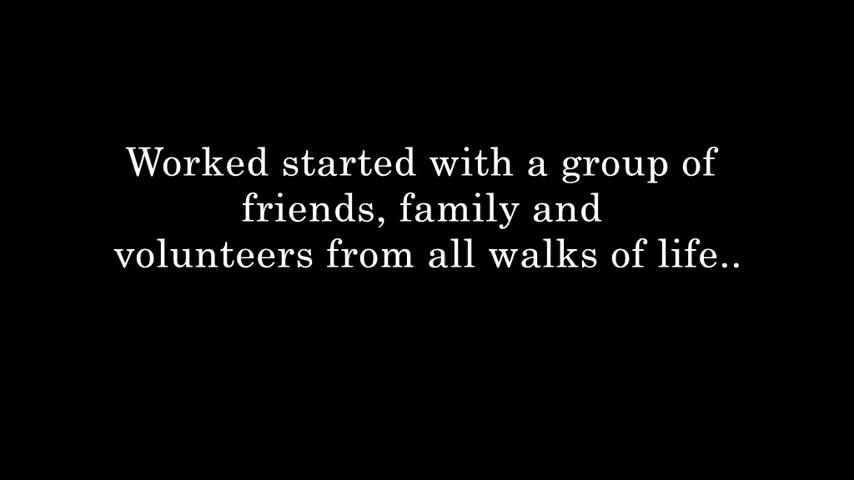 Worked started with a group of
friends, family and
volunteers from all walks of life..